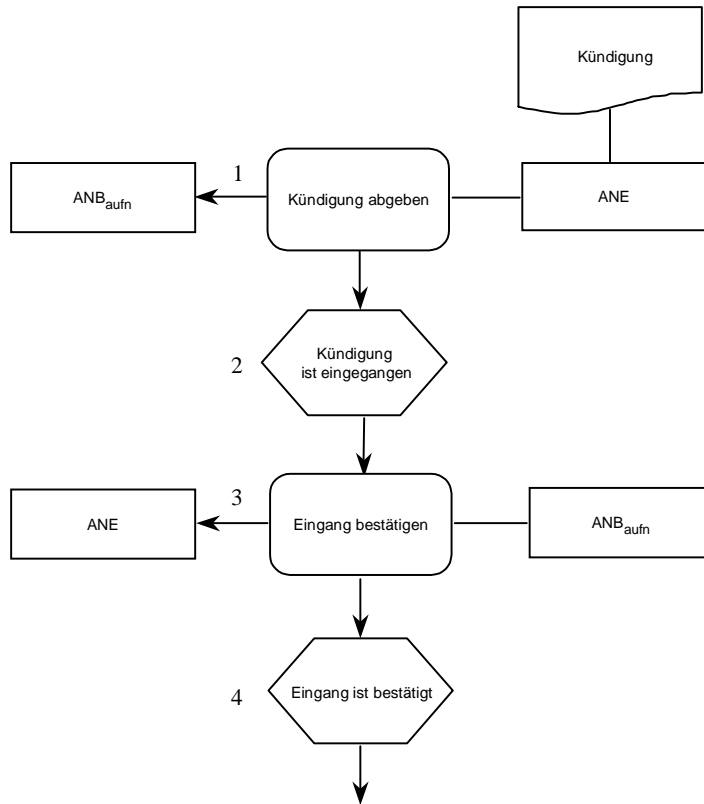 Kündigung
1
ANB aufn
Kündigung abgeben
ANE
2
Kündigung
ist eingegangen
3
ANE
Eingang bestätigen
ANB aufn
4
Eingang ist bestätigt